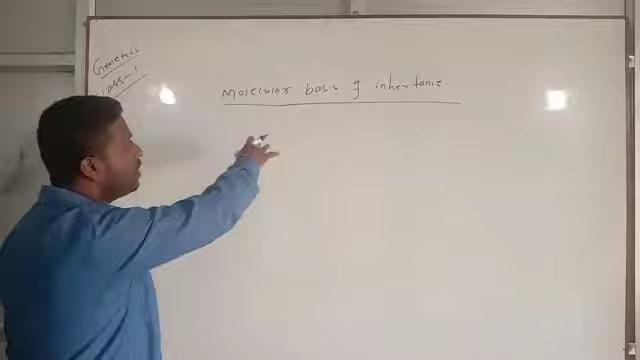 Genetics
class-1
Molecular basis of inheritance.